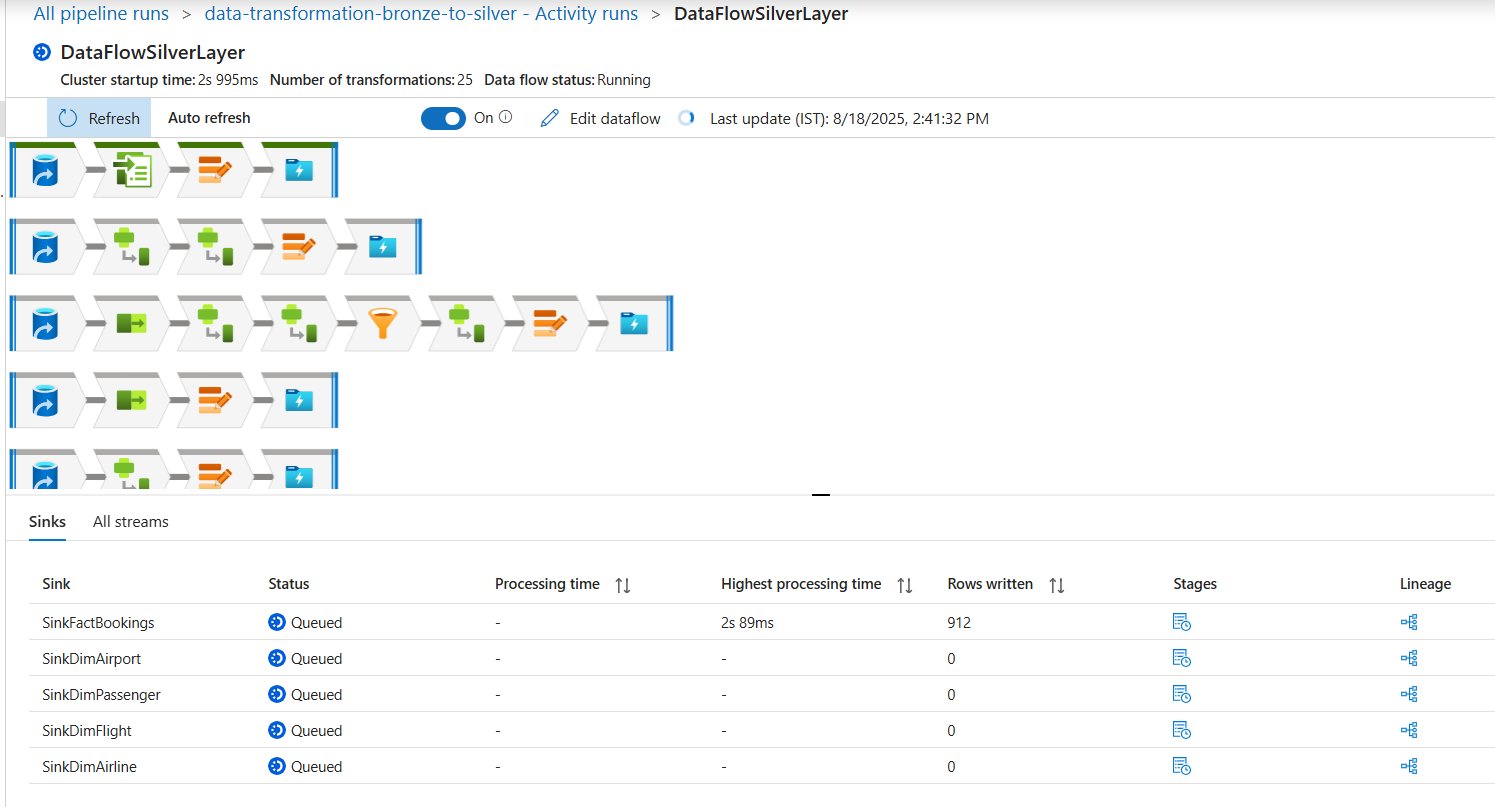 All pipeline runs > data-transformation-bronze-to-silver - Activity runs > DataFlowSilverLayer
DataFlowSilverLayer
Cluster startup time: 2s 995ms Number of transformations: 25 Data flow status: Running
Refresh Auto refresh On Edit dataflow Last update (IST): 8/18/2025, 2:41:32 PM
Sinks All streams
Sink Status Processing time Highest processing time Rows written Stages Lineage
SinkFactBookings Queued - 2s 89ms 912
SinkDimAirport Queued - - 0
SinkDimPassenger Queued - - 0
SinkDimFlight Queued - - 0
SinkDimAirline Queued - - 0